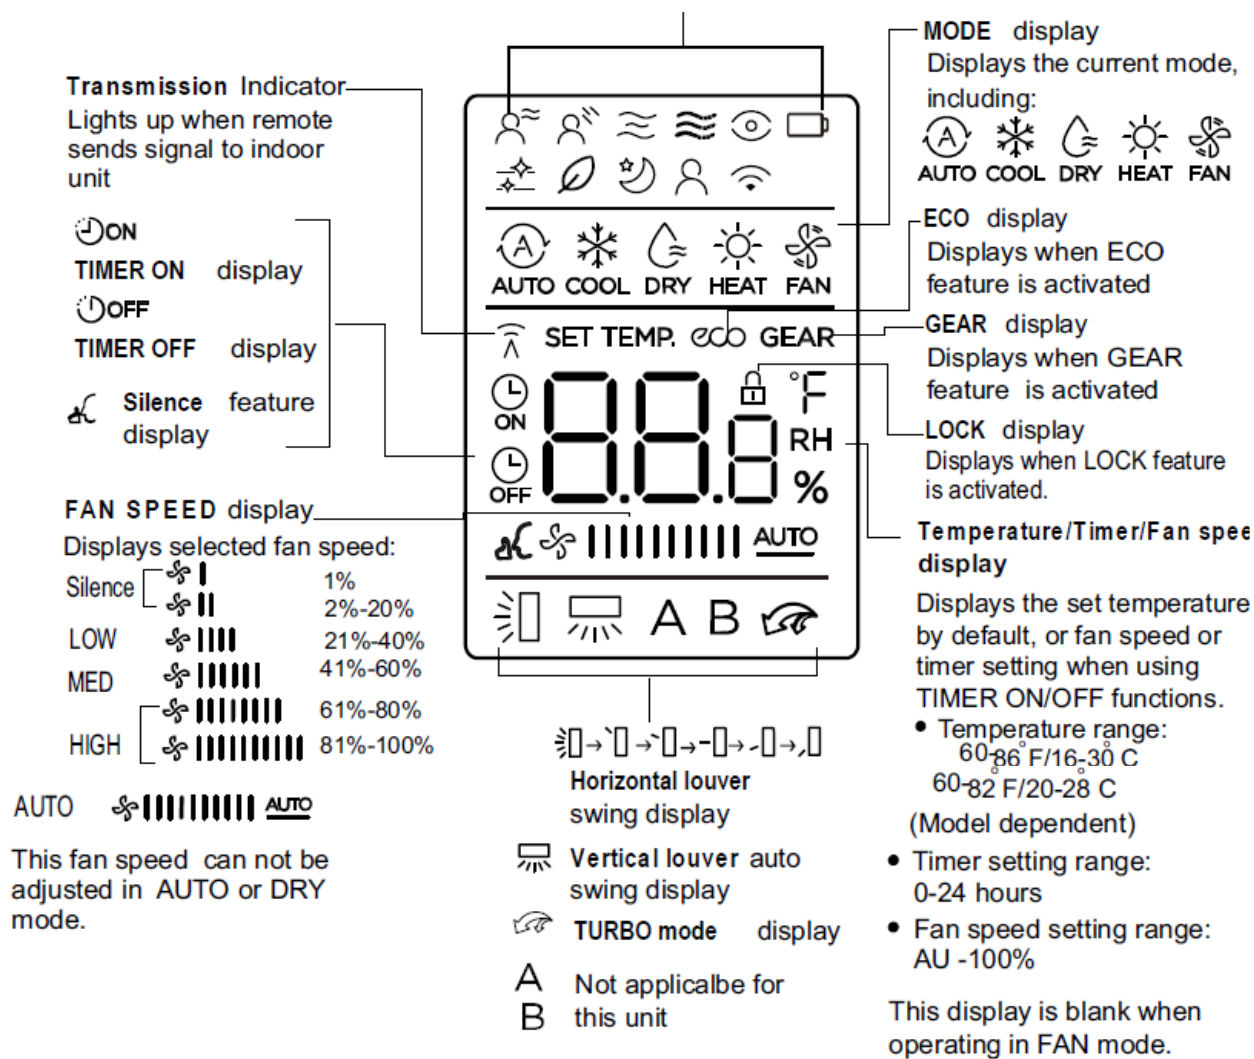 Transmission Indicator
Lights up when remote
sends signal to indoor
unit
ON
TIMER ON display
OFF
TIMER OFF display
Silence feature
display
FAN SPEED display
Displays selected fan speed:
Silence
1%
2%-20%
LOW 21%-40%
MED 41%-60%
61%-80%
HIGH 81%-100%
AUTO AUTO
This fan speed can not be
adjusted in AUTO or DRY
mode.
A
AUTO COOL DRY HEAT FAN
SET TEMP. eco GEAR
ON
OFF
88.8
°F
RH
%
AUTO
A B
Horizontal louver
swing display
Vertical louver auto
swing display
TURBO mode display
A Not applicalbe for
B this unit
MODE display
Displays the current mode,
including:
A
AUTO COOL DRY HEAT FAN
ECO display
Displays when ECO
feature is activated
GEAR display
Displays when GEAR
feature is activated
LOCK display
Displays when LOCK feature
is activated.
Temperature/Timer/Fan spee
display
Displays the set temperature
by default, or fan speed or
timer setting when using
TIMER ON/OFF functions.
• Temperature range:
60-86°F/16-30°C
60-82°F/20-28°C
(Model dependent)
• Timer setting range:
0-24 hours
• Fan speed setting range:
AU -100%
This display is blank when
operating in FAN mode.